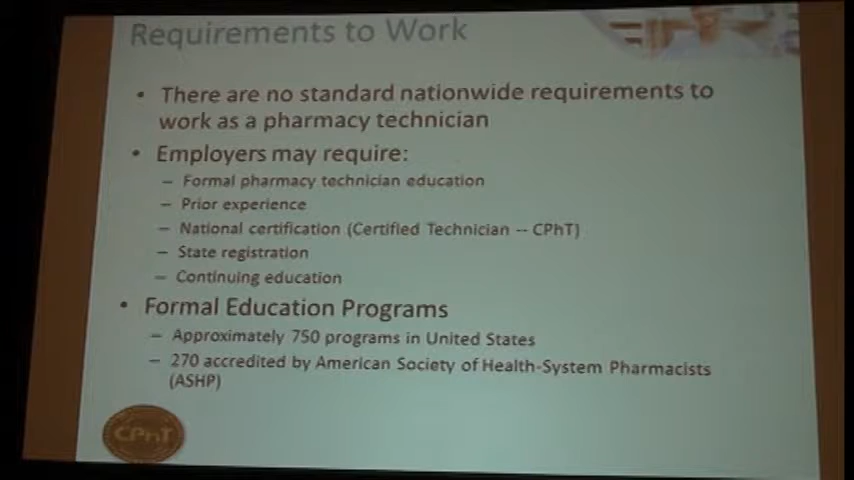 Requirements to Work
• There are no standard nationwide requirements to
work as a pharmacy technician
• Employers may require:
– Formal pharmacy technician education
– Prior experience
– National certification (Certified Technician -- CPhT)
– State registration
– Continuing education
• Formal Education Programs
– Approximately 750 programs in United States
– 270 accredited by American Society of Health-System Pharmacists
(ASHP)
CPhT